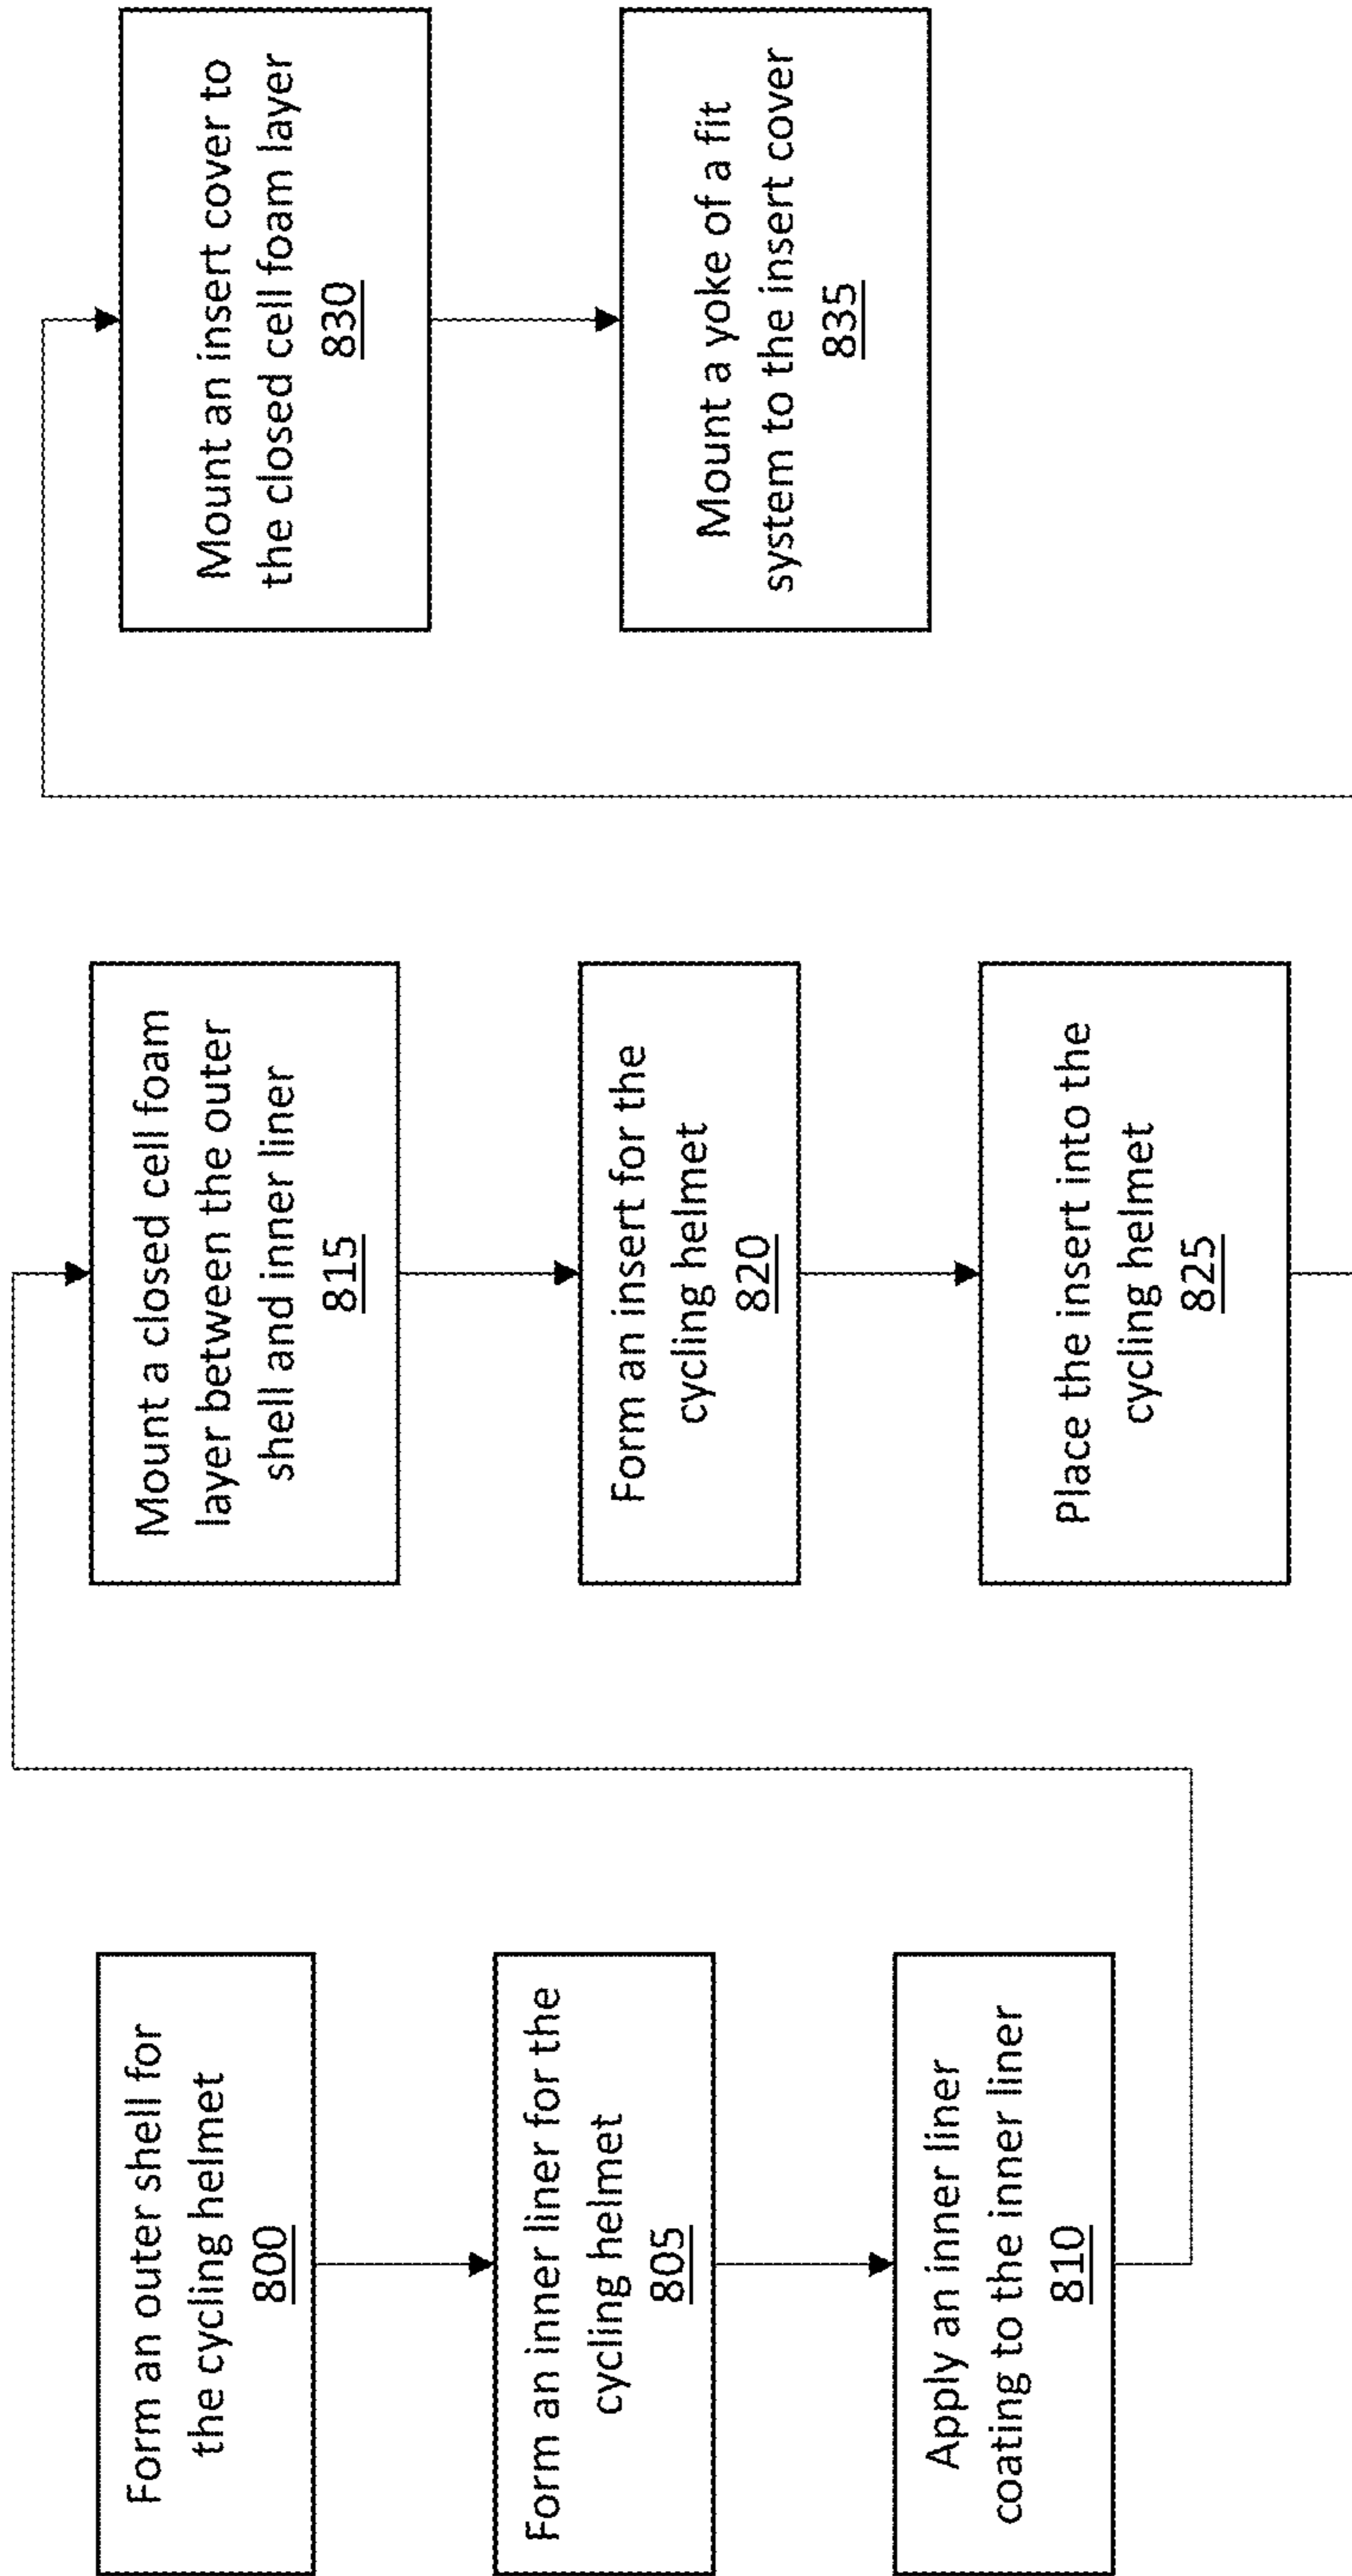 Form an outer shell for
the cycling helmet
800
Form an inner liner for the
cycling helmet
805
Apply an inner liner
coating to the inner liner
810
Mount a closed cell foam
layer between the outer
shell and inner liner
815
Form an insert for the
cycling helmet
820
Place the insert into the
cycling helmet
825
Mount an insert cover to
the closed cell foam layer
830
Mount a yoke of a fit
system to the insert cover
835